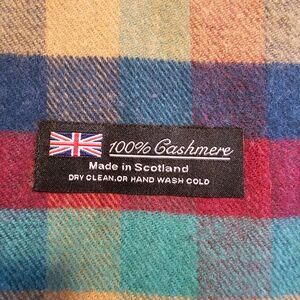 100% Cashmere
Made in Scotland
DRY CLEAN.OR HAND WASH COLD